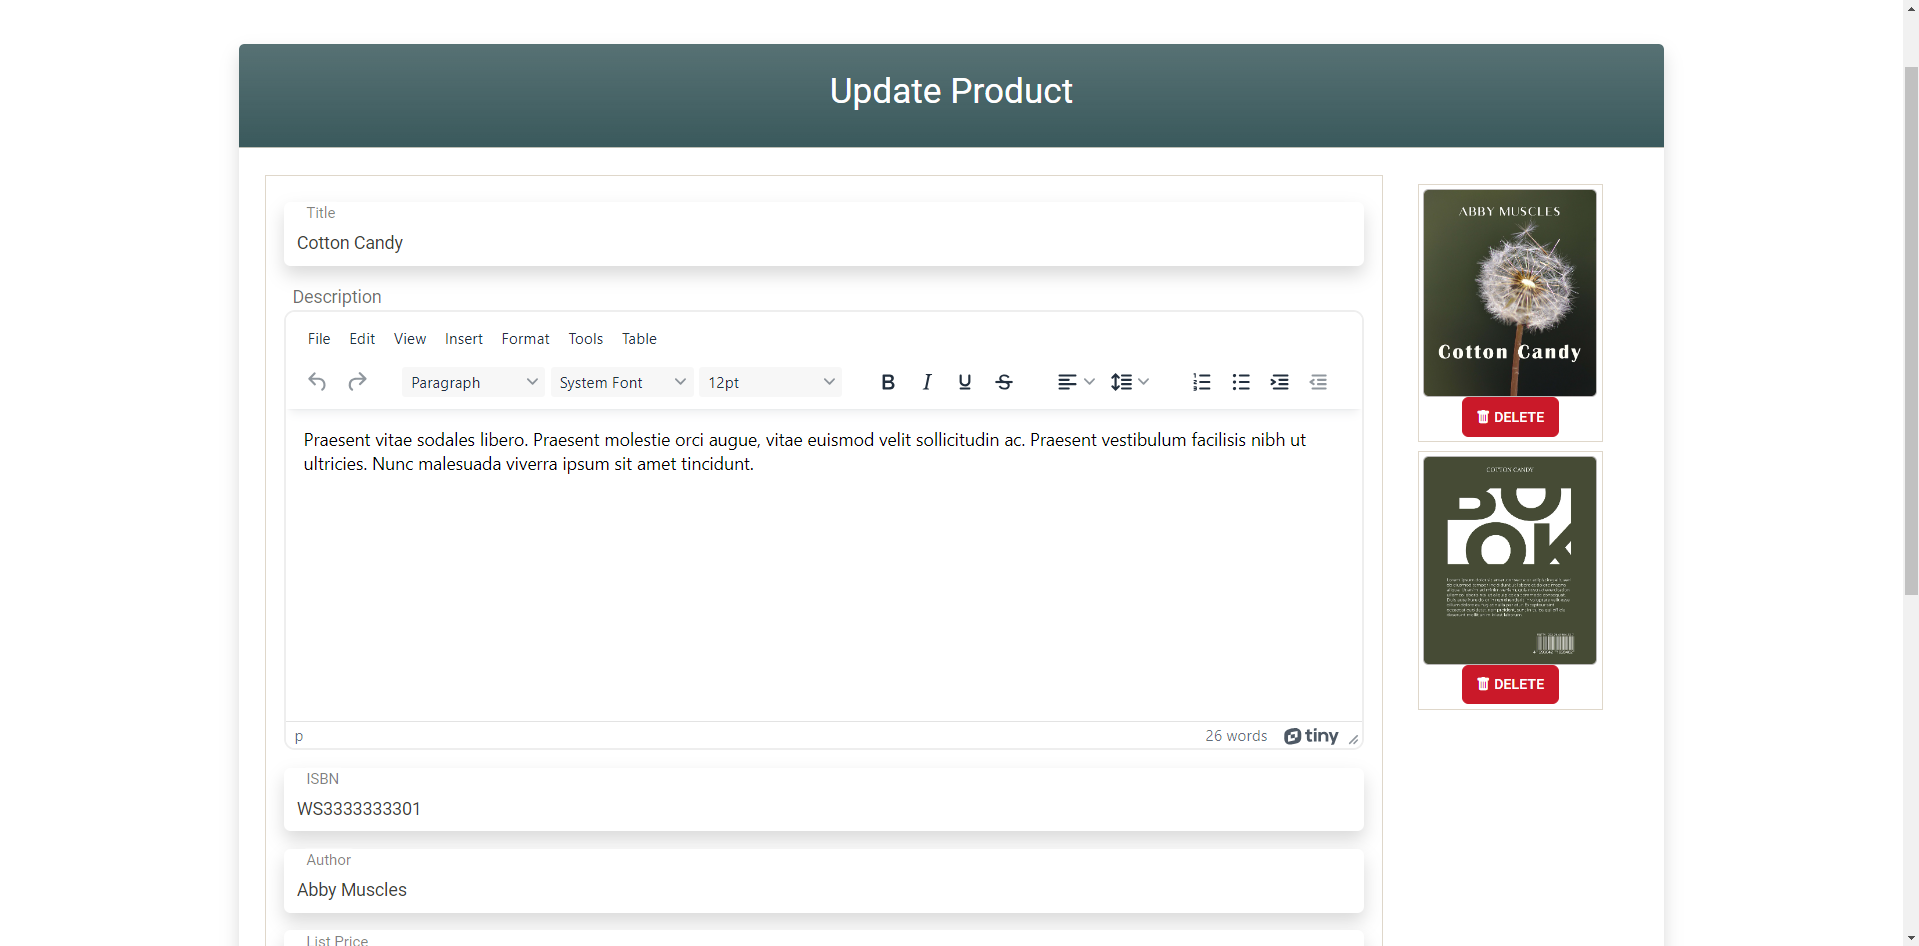 Update Product
Title
Cotton Candy
Description
File Edit View Insert Format Tools Table
Paragraph System Font 12pt B I U S
Praesent vitae sodales libero. Praesent molestie orci augue, vitae euismod velit sollicitudin ac. Praesent vestibulum facilisis nibh ut
ultricies. Nunc malesuada viverra ipsum sit amet tincidunt.
p 26 words tiny
ISBN
WS3333333301
Author
Abby Muscles
List Price
ABBY MUSCLES
Cotton Candy
DELETE
COTTON CANDY
BO
OK
DELETE